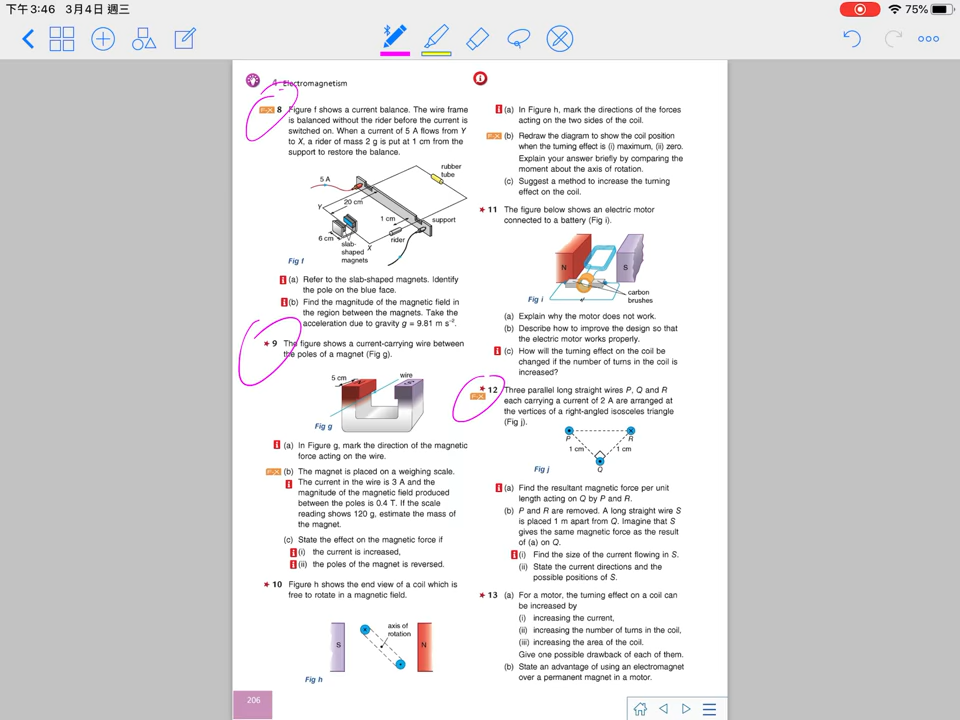 下午3:46 3月4日 週三
75%
4 Electromagnetism
8 Figure f shows a current balance. The wire frame
is balanced without the rider before the current is
switched on. When a current of 5 A flows from Y
to X, a rider of mass 2 g is put at 1 cm from the
support to restore the balance.
rubber
tube
5 A
20 cm
Y
1 cm
support
6 cm
slab-
shaped
magnets
X
rider
Fig f
(a) Refer to the slab-shaped magnets. Identify
the pole on the blue face.
(b) Find the magnitude of the magnetic field in
the region between the magnets. Take the
acceleration due to gravity g = 9.81 m s⁻².
★ 9 The figure shows a current-carrying wire between
the poles of a magnet (Fig g).
5 cm
wire
Fig g
(a) In Figure g, mark the direction of the magnetic
force acting on the wire.
(b) The magnet is placed on a weighing scale.
The current in the wire is 3 A and the
magnitude of the magnetic field produced
between the poles is 0.4 T. If the scale
reading shows 120 g, estimate the mass of
the magnet.
(c) State the effect on the magnetic force if
(i) the current is increased,
(ii) the poles of the magnet is reversed.
★ 10 Figure h shows the end view of a coil which is
free to rotate in a magnetic field.
axis of
rotation
S
N
Fig h
206
(a) In Figure h, mark the directions of the forces
acting on the two sides of the coil.
(b) Redraw the diagram to show the coil position
when the turning effect is (i) maximum, (ii) zero.
Explain your answer briefly by comparing the
moment about the axis of rotation.
(c) Suggest a method to increase the turning
effect on the coil.
★ 11 The figure below shows an electric motor
connected to a battery (Fig i).
N
S
carbon
brushes
Fig i
(a) Explain why the motor does not work.
(b) Describe how to improve the design so that
the electric motor works properly.
(c) How will the turning effect on the coil be
changed if the number of turns in the coil is
increased?
★ 12 Three parallel long straight wires P, Q and R
each carrying a current of 2 A are arranged at
the vertices of a right-angled isosceles triangle
(Fig j).
P
R
1 cm
1 cm
Q
Fig j
(a) Find the resultant magnetic force per unit
length acting on Q by P and R.
(b) P and R are removed. A long straight wire S
is placed 1 m apart from Q. Imagine that S
gives the same magnetic force as the result
of (a) on Q.
(i) Find the size of the current flowing in S.
(ii) State the current directions and the
possible positions of S.
★ 13 (a) For a motor, the turning effect on a coil can
be increased by
(i) increasing the current,
(ii) increasing the number of turns in the coil,
(iii) increasing the area of the coil.
Give one possible drawback of each of them.
(b) State an advantage of using an electromagnet
over a permanent magnet in a motor.